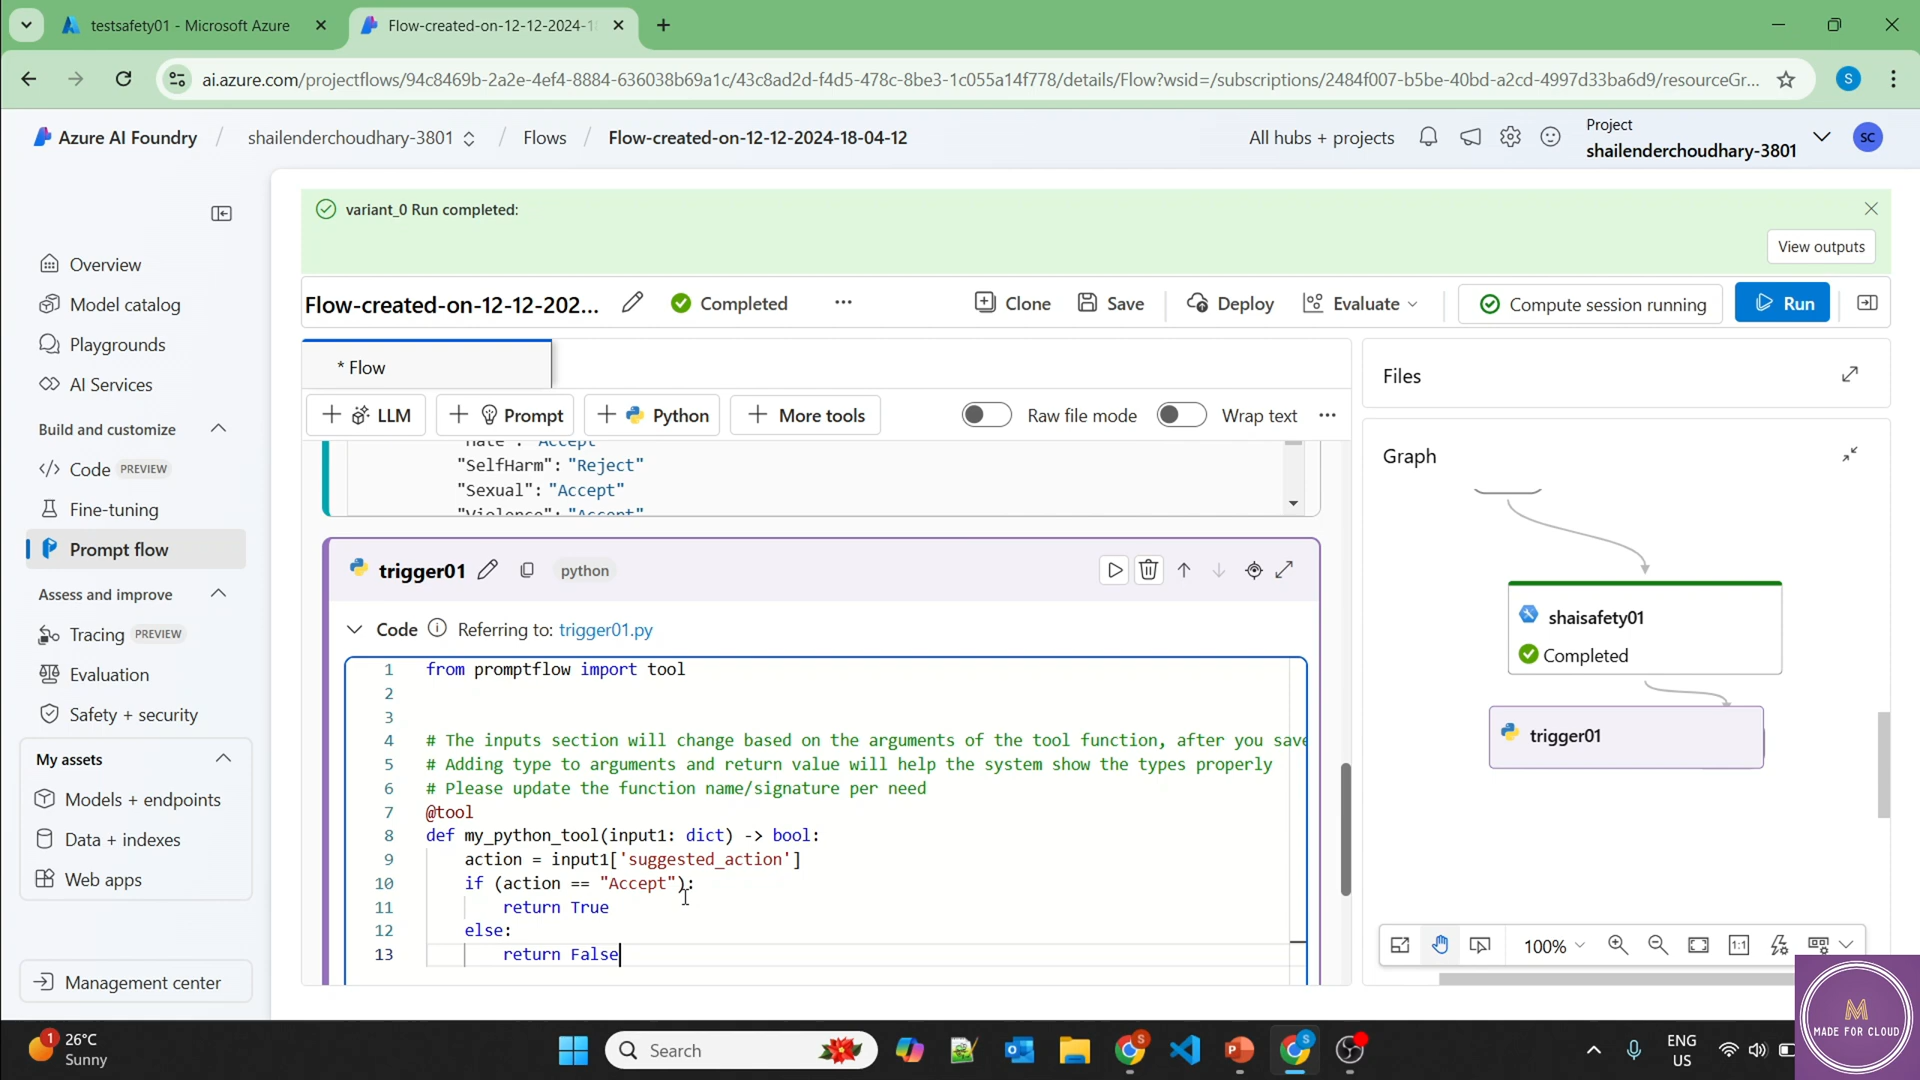 testsafety01 - Microsoft Azure
Flow-created-on-12-12-2024-1
ai.azure.com/projectflows/94c8469b-2a2e-4ef4-8884-636038b69a1c/43c8ad2d-f4d5-478c-8be3-1c055a14f778/details/Flow?wsid=/subscriptions/2484f007-b5be-40bd-a2cd-4997d33ba6d9/resourceGr...
S
Azure AI Foundry / shailenderchoudhary-3801 / Flows / Flow-created-on-12-12-2024-18-04-12
All hubs + projects
Project
shailenderchoudhary-3801
SC
variant_0 Run completed:
View outputs
Overview
Model catalog
Playgrounds
AI Services
Build and customize
Code PREVIEW
Fine-tuning
Prompt flow
Assess and improve
Tracing PREVIEW
Evaluation
Safety + security
My assets
Models + endpoints
Data + indexes
Web apps
Management center
Flow-created-on-12-12-202... Completed ... Clone Save Deploy Evaluate Compute session running Run
* Flow
+ LLM + Prompt + Python + More tools Raw file mode Wrap text ...
"Hate": "Accept"
"SelfHarm": "Reject"
"Sexual": "Accept"
"Violence": "Accept"
trigger01 python
Code Referring to: trigger01.py
1 from promptflow import tool
2
3
4 # The inputs section will change based on the arguments of the tool function, after you save
5 # Adding type to arguments and return value will help the system show the types properly
6 # Please update the function name/signature per need
7 @tool
8 def my_python_tool(input1: dict) -> bool:
9 action = input1['suggested_action']
10 if (action == "Accept"):
11 return True
12 else:
13 return False
Files
Graph
shaisafety01
Completed
trigger01
100%
1:1
M
MADE FOR CLOUD
1
26°C
Sunny
Search
S
S
ENG
US